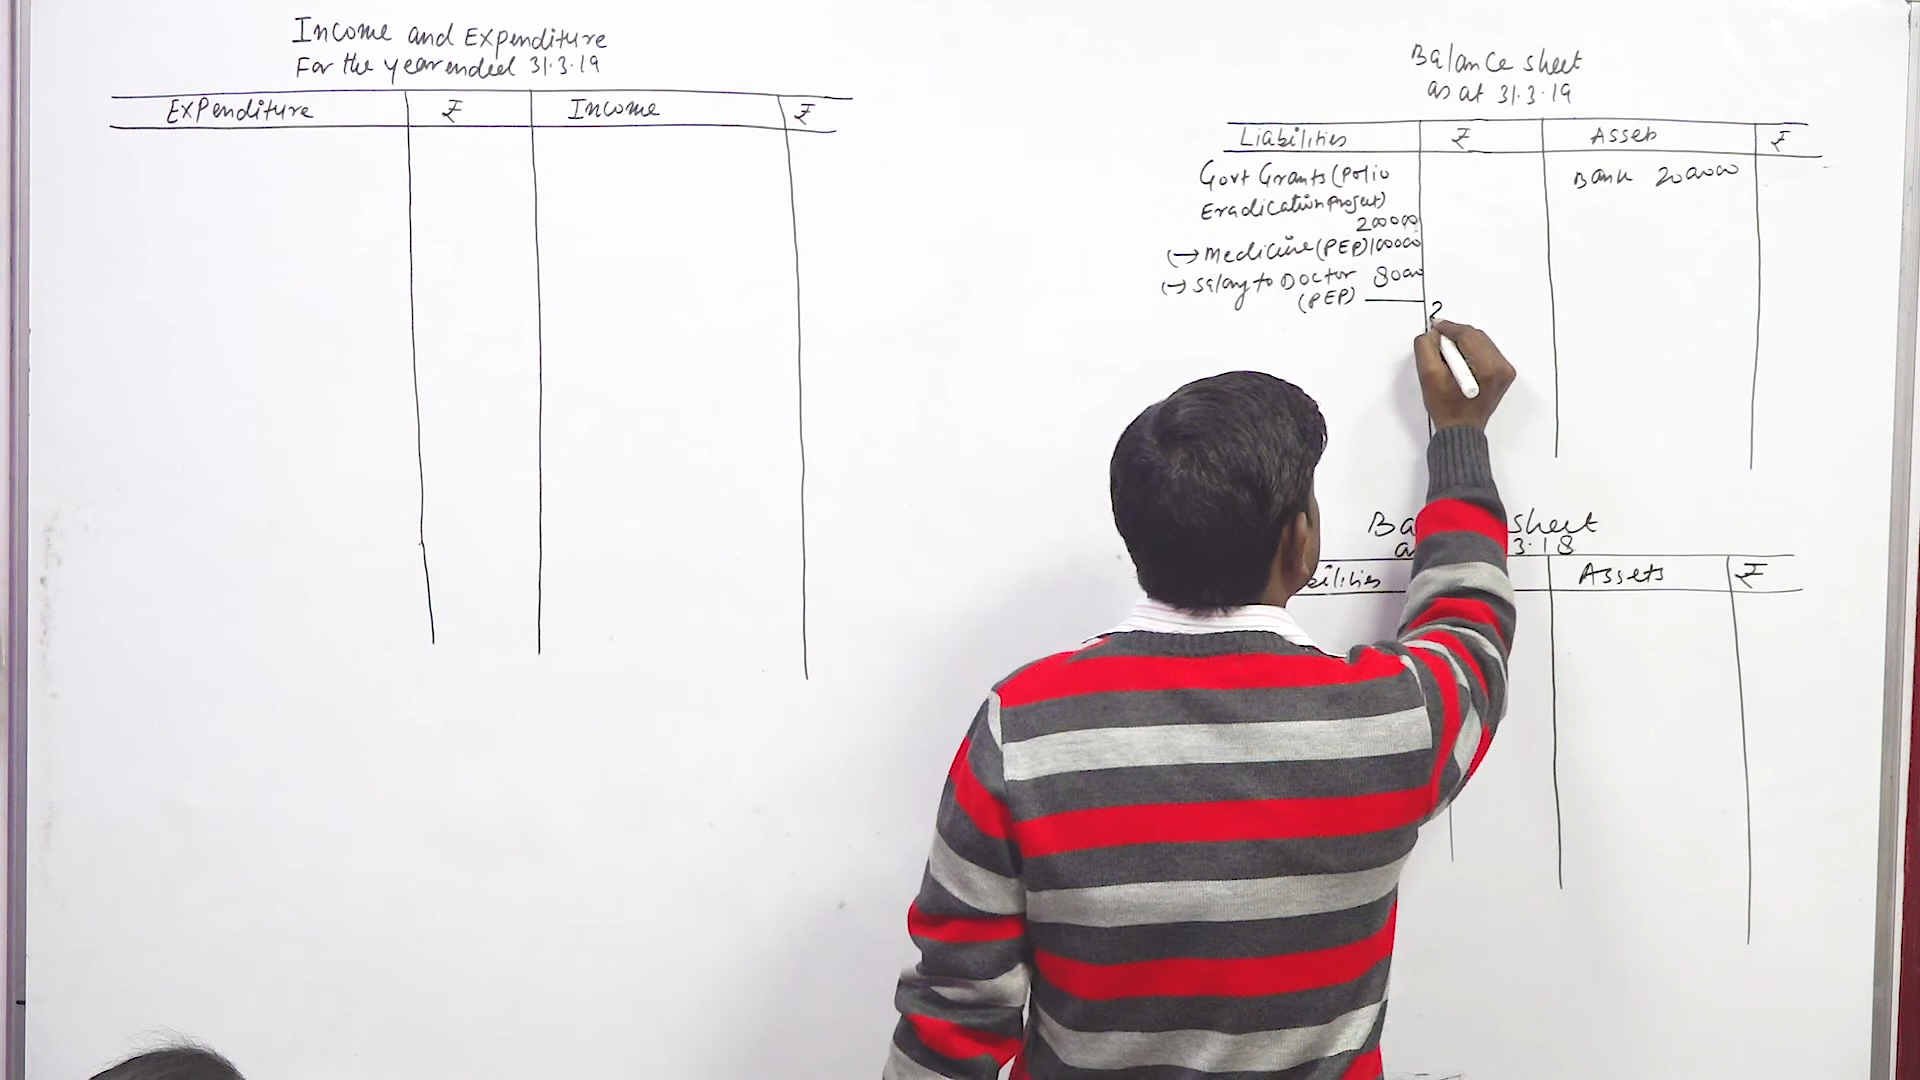 Income and Expenditure
For the year ended 31.3.19
Expenditure ₹ Income ₹
Balance sheet
as at 31.3.19
Liabilities ₹ Assets ₹
Govt Grants (Polio
Eradication Project)
200000
(-) Medicine (PEP) 100000
(-) Salary to Doctor
(PEP)
2
Bank 200000
sheet
3.18
Assets ₹